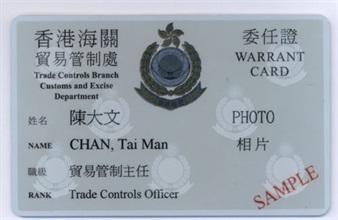 香港海關
貿易管制處
Trade Controls Branch
Customs and Excise
Department
委任證
WARRANT
CARD
姓名 陳大文
NAME CHAN, Tai Man
PHOTO
相片
職級 貿易管制主任
RANK Trade Controls Officer
SAMPLE